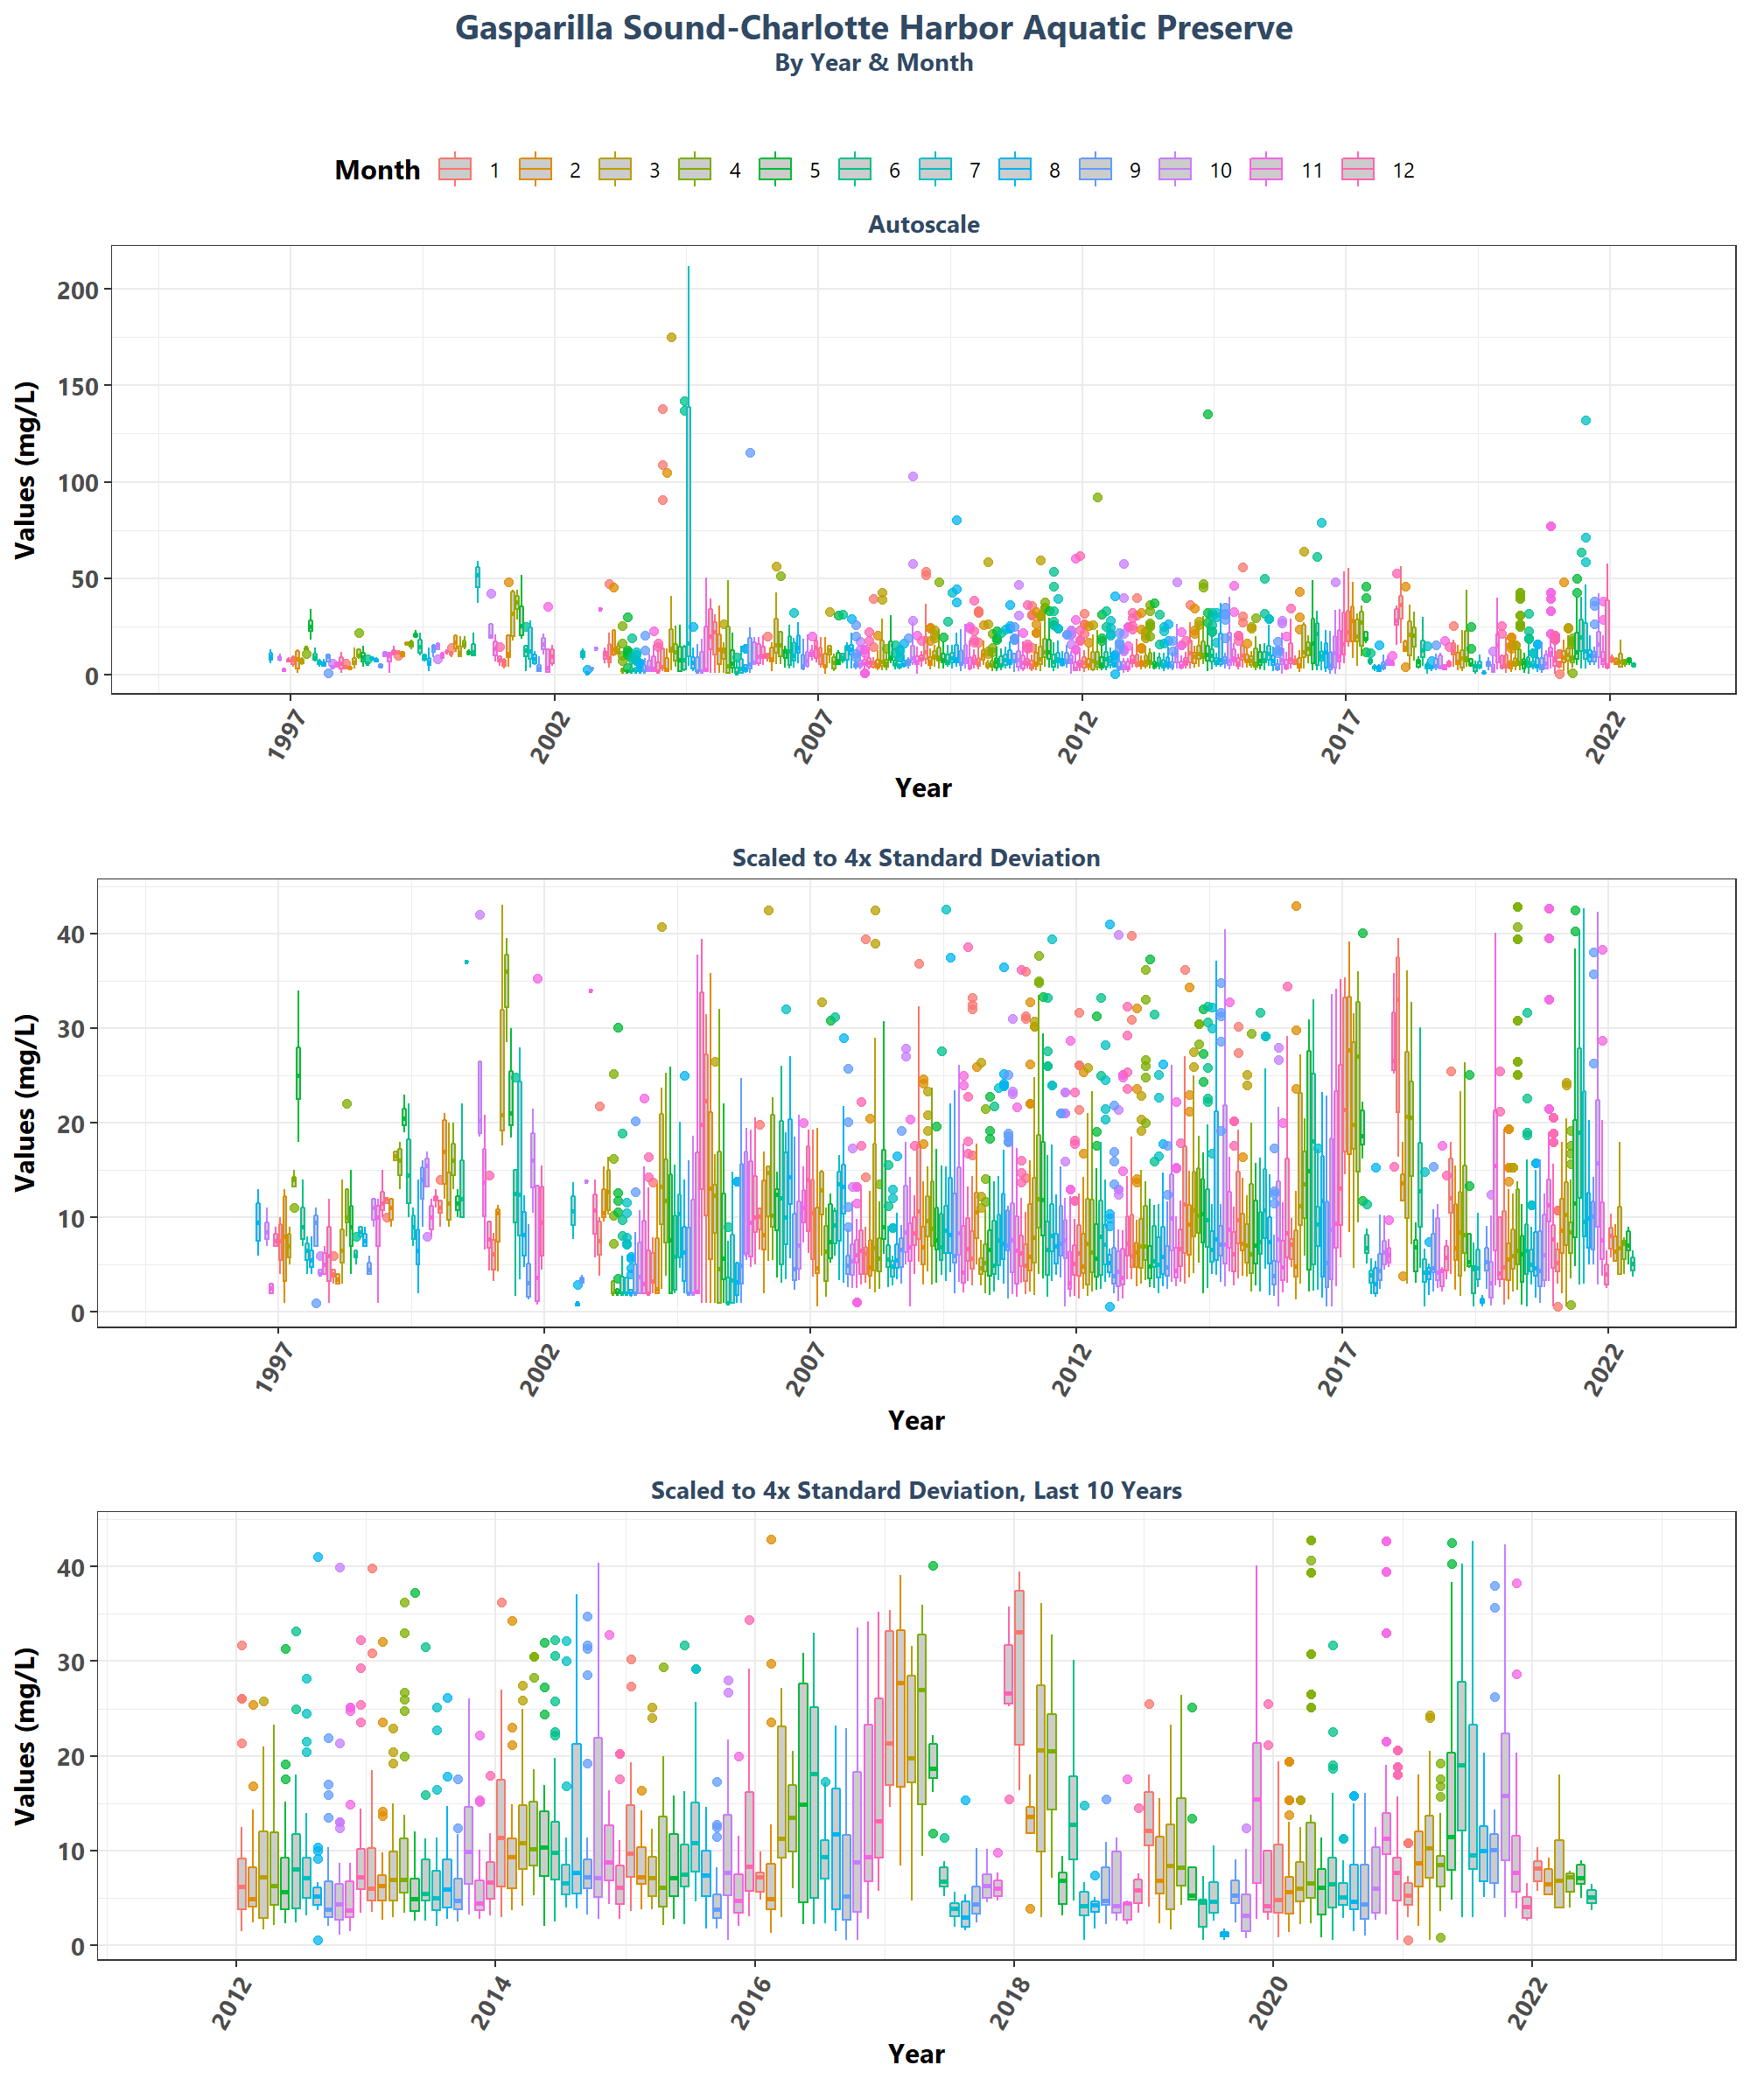 Gasparilla Sound-Charlotte Harbor Aquatic Preserve
By Year & Month
Month 1 2 3 4 5 6 7 8 9 10 11 12
Autoscale
Values (mg/L)
200
150
100
50
0
1997 2002 2007 2012 2017 2022
Year
Scaled to 4x Standard Deviation
Values (mg/L)
40
30
20
10
0
1997 2002 2007 2012 2017 2022
Year
Scaled to 4x Standard Deviation, Last 10 Years
Values (mg/L)
40
30
20
10
0
2012 2014 2016 2018 2020 2022
Year